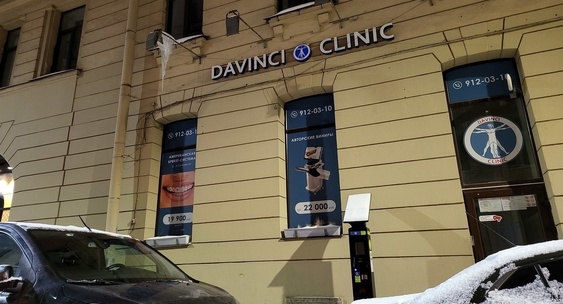 DAVINCI CLINIC
912-03-10
912-03-10
912-03-10
АВТОРСКИЕ ВИНИРЫ
DAVINCI
CLINIC
19 900
22 000